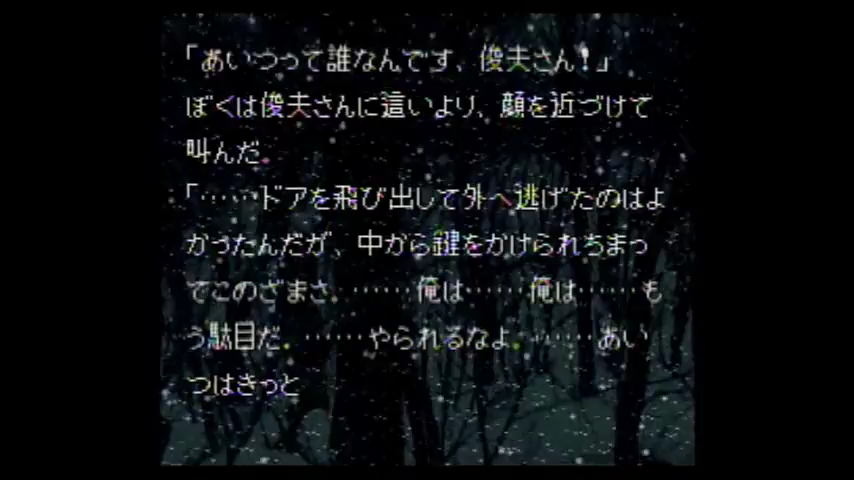 「あいつって誰なんです、俊夫さん！」
ぼくは俊夫さんに這いより、顔を近づけて
叫んだ。
「……ドアを飛び出して外へ逃げたのはよ
かったんだが、中から鍵をかけられちまっ
てこのざまさ。……俺は……俺は……も
う駄目だ。……やられるなよ。……あい
つはきっと